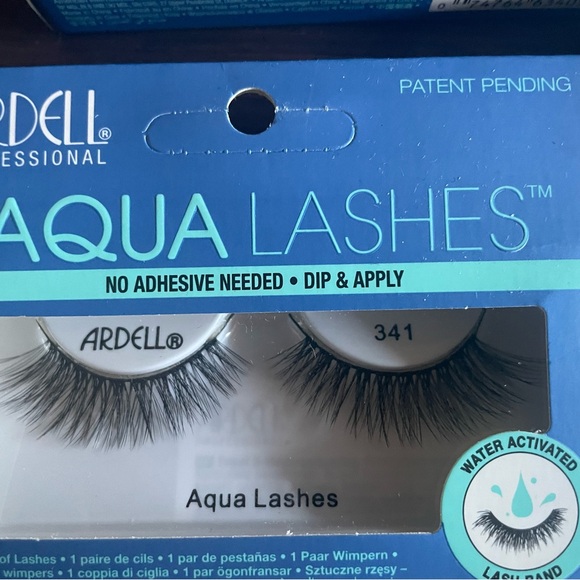 PATENT PENDING
RDELL®
ESSIONAL
AQUA LASHES™
NO ADHESIVE NEEDED • DIP & APPLY
ARDELL®
341
Aqua Lashes
WATER ACTIVATED
LASH BAND
of Lashes • 1 paire de cils • 1 par de pestañas • 1 Paar Wimpern •
wimpers • 1 coppia di ciglia • 1 par ögonfransar • Sztuczne rzęsy –